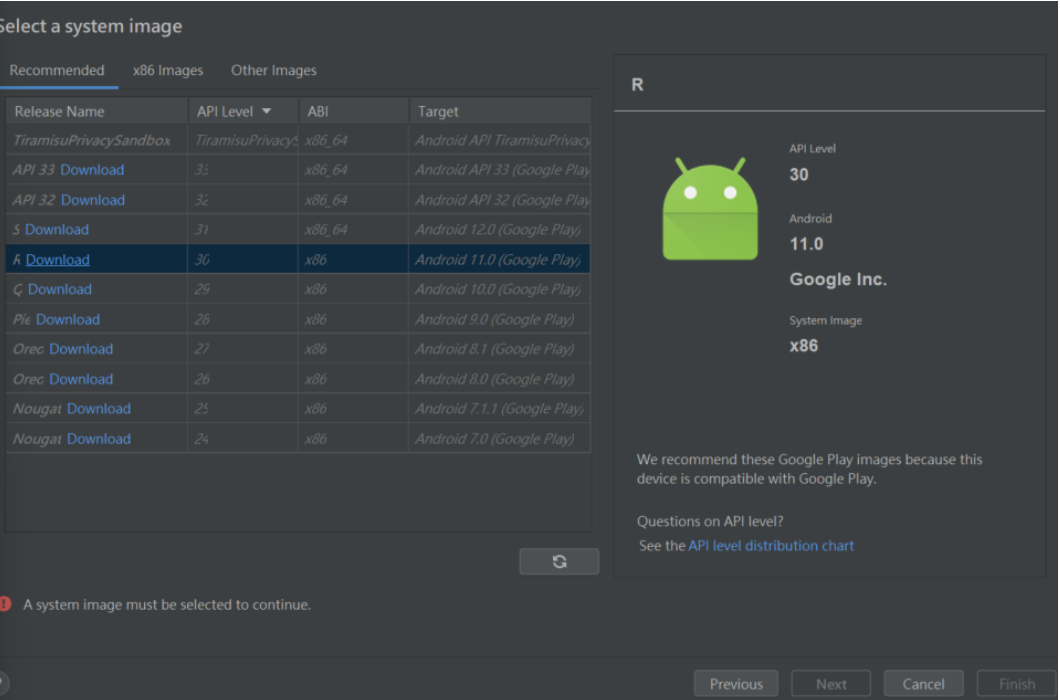 Select a system image
Recommended x86 Images Other Images
Release Name API Level ABI Target
TiramisuPrivacySandbox TiramisuPrivacyS x86_64 Android API TiramisuPrivacy
API 33 Download 33 x86_64 Android API 33 (Google Play
API 32 Download 32 x86_64 Android API 32 (Google Play
S Download 31 x86_64 Android 12.0 (Google Play)
R Download 30 x86 Android 11.0 (Google Play)
Q Download 29 x86 Android 10.0 (Google Play)
Pie Download 28 x86 Android 9.0 (Google Play)
Oreo Download 27 x86 Android 8.1 (Google Play)
Oreo Download 26 x86 Android 8.0 (Google Play)
Nougat Download 25 x86 Android 7.1.1 (Google Play)
Nougat Download 24 x86 Android 7.0 (Google Play)
R
API Level
30
Android
11.0
Google Inc.
System Image
x86
We recommend these Google Play images because this
device is compatible with Google Play.
Questions on API level?
See the API level distribution chart
A system image must be selected to continue.
Previous Next Cancel Finish